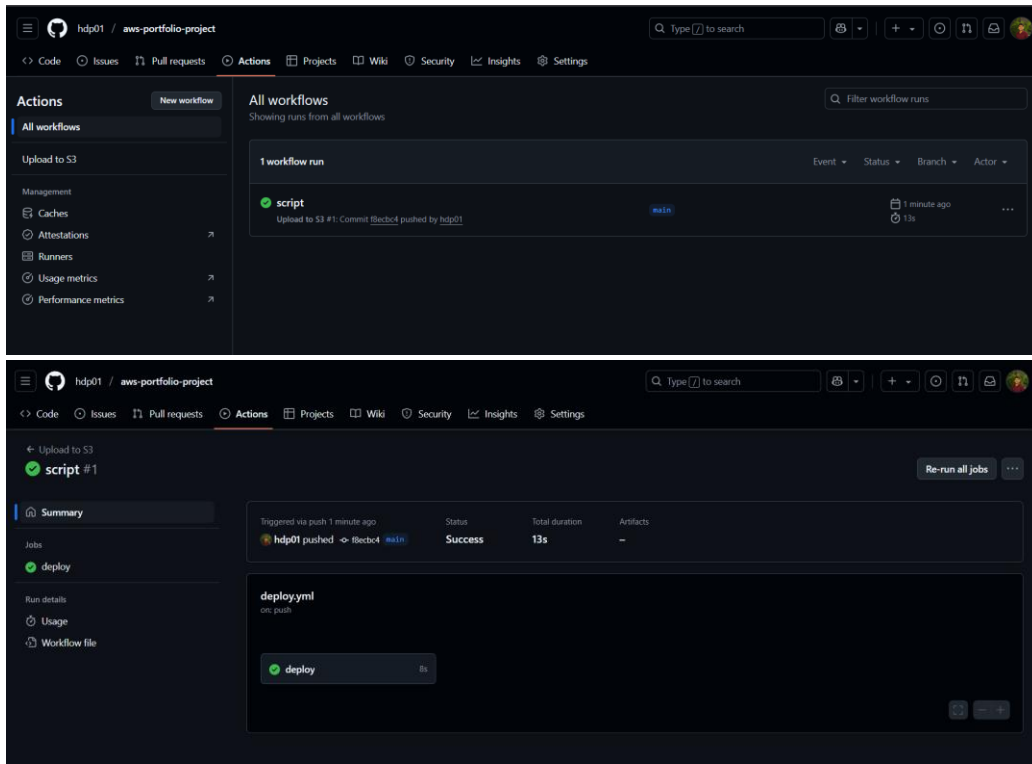 hdp01 / aws-portfolio-project
Type / to search
Code Issues Pull requests Actions Projects Wiki Security Insights Settings
Actions
New workflow
All workflows
Upload to S3
Management
Caches
Attestations
Runners
Usage metrics
Performance metrics
All workflows
Showing runs from all workflows
Filter workflow runs
1 workflow run
Event Status Branch Actor
script
Upload to S3 #1: Commit f8ecbc4 pushed by hdp01
main
1 minute ago
13s
hdp01 / aws-portfolio-project
Type / to search
Code Issues Pull requests Actions Projects Wiki Security Insights Settings
← Upload to S3
script #1
Re-run all jobs
Summary
Jobs
deploy
Run details
Usage
Workflow file
Triggered via push 1 minute ago
hdp01 pushed f8ecbc4 main
Status
Success
Total duration
13s
Artifacts
–
deploy.yml
on: push
deploy 8s